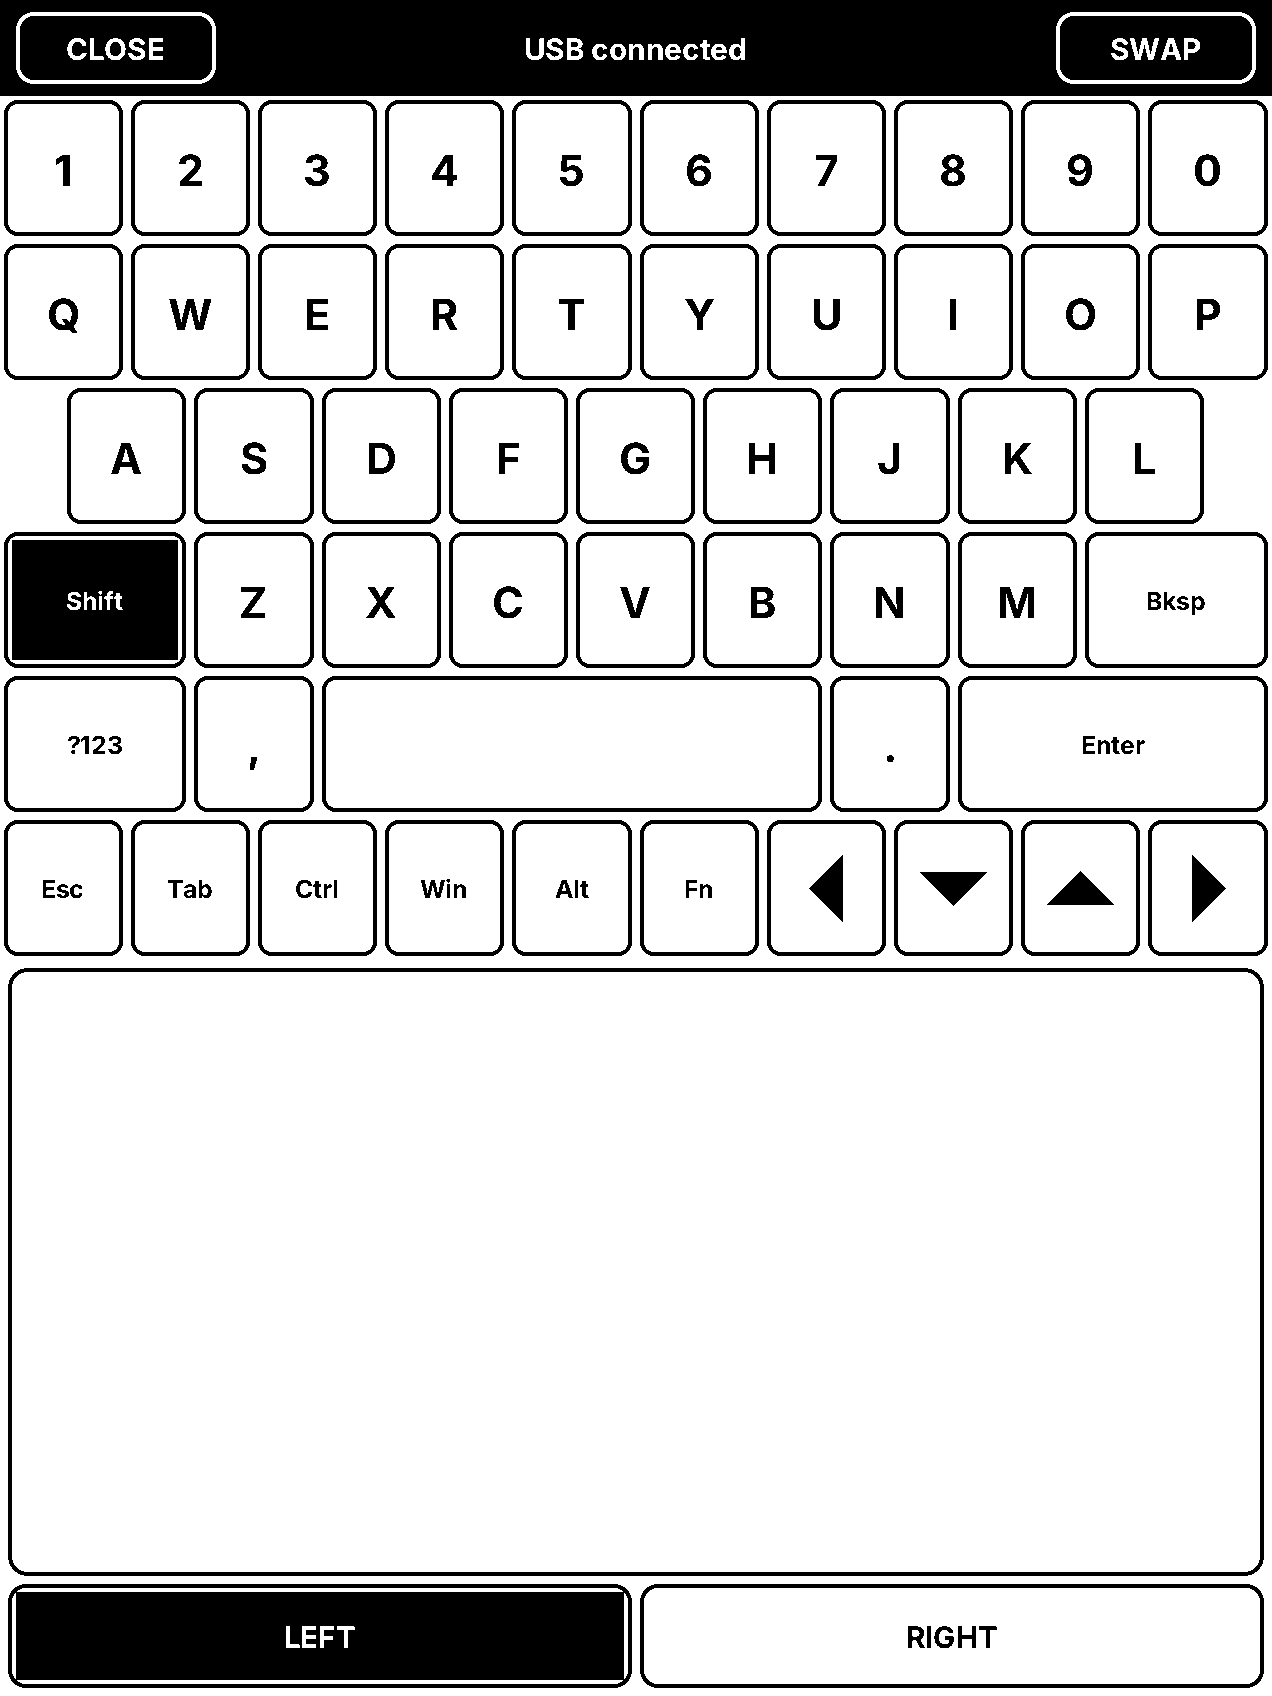 CLOSE USB connected SWAP
1 2 3 4 5 6 7 8 9 0
Q W E R T Y U I O P
A S D F G H J K L
Shift Z X C V B N M Bksp
?123 , . Enter
Esc Tab Ctrl Win Alt Fn
LEFT RIGHT